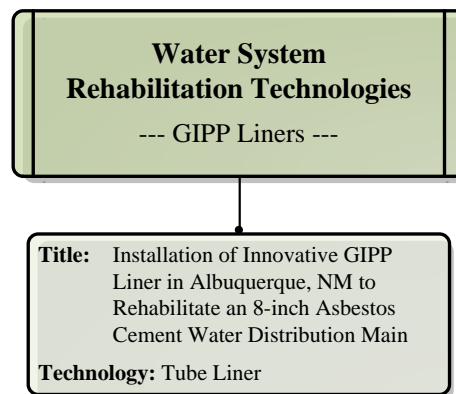 Water System
Rehabilitation Technologies
--- GIPP Liners ---
Title: Installation of Innovative GIPP
Liner in Albuquerque, NM to
Rehabilitate an 8-inch Asbestos
Cement Water Distribution Main
Technology: Tube Liner